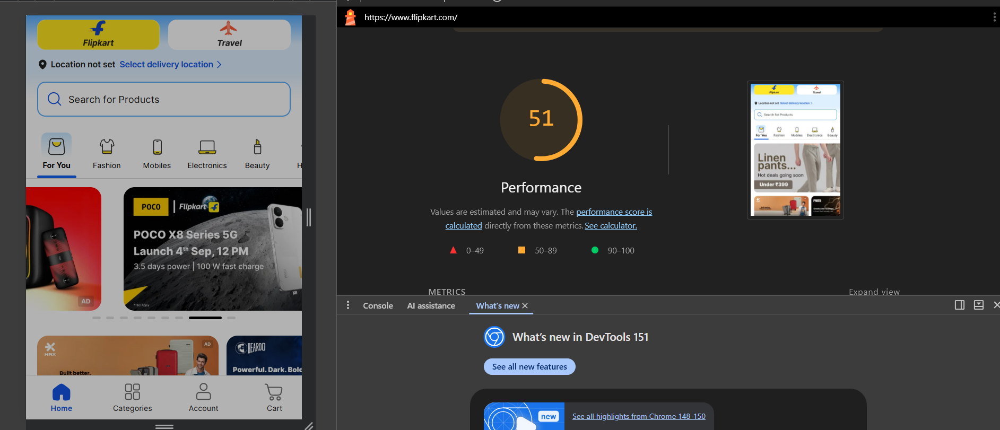 Flipkart
Travel
Location not set Select delivery location
Search for Products
For You
Fashion
Mobiles
Electronics
Beauty
H
AD
POCO | Flipkart
POCO X8 Series 5G
Launch 4th Sep, 12 PM
3.5 days power | 100 W fast charge
*T&C Apply
X8
HRX
AD
Built better.
BEARDO
Powerful. Dark. Bold
Home
Categories
Account
Cart
https://www.flipkart.com/
51
Performance
Values are estimated and may vary. The performance score is
calculated directly from these metrics. See calculator.
0–49
50–89
90–100
Flipkart
Travel
Location not set Select delivery location
Search for Products
For You
Fashion
Mobiles
Electronics
Beauty
Linen
pants...
Hot deals going soon
Under ₹399
METRICS
Expand view
Console
AI assistance
What's new
What's new in DevTools 151
See all new features
new
See all highlights from Chrome 148-150